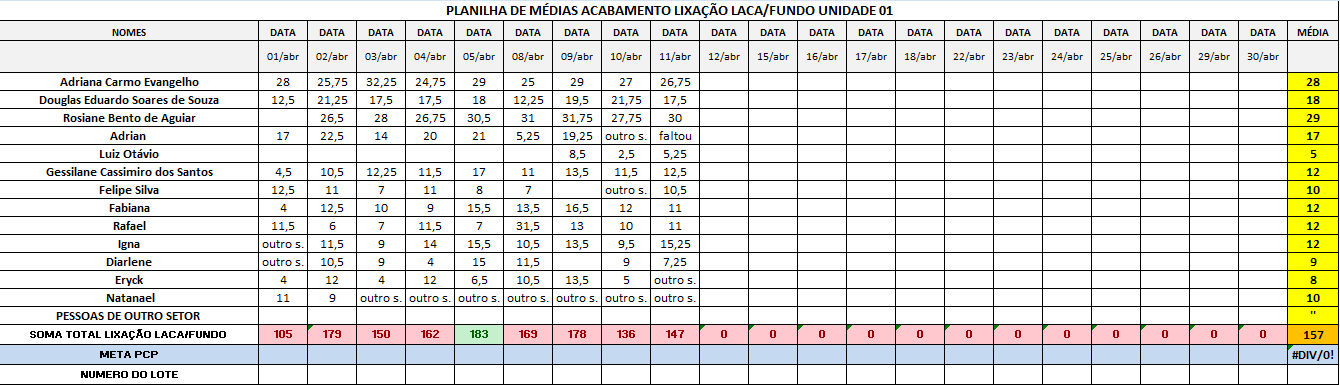 PLANILHA DE MÉDIAS ACABAMENTO LIXAÇÃO LACA/FUNDO UNIDADE 01
NOMES DATA DATA DATA DATA DATA DATA DATA DATA DATA DATA DATA DATA DATA DATA DATA DATA DATA DATA DATA DATA DATA MÉDIA
01/abr 02/abr 03/abr 04/abr 05/abr 08/abr 09/abr 10/abr 11/abr 12/abr 15/abr 16/abr 17/abr 18/abr 22/abr 23/abr 24/abr 25/abr 26/abr 29/abr 30/abr
Adriana Carmo Evangelho 28 25,75 32,25 24,75 29 25 29 27 26,75 28
Douglas Eduardo Soares de Souza 12,5 21,25 17,5 17,5 18 12,25 19,5 21,75 17,5 18
Rosiane Bento de Aguiar 26,5 28 26,75 30,5 31 31,75 27,75 30 29
Adrian 17 22,5 14 20 21 5,25 19,25 outro s. faltou 17
Luiz Otávio 8,5 2,5 5,25 5
Gessilane Cassimiro dos Santos 4,5 10,5 12,25 11,5 17 11 13,5 11,5 12,5 12
Felipe Silva 12,5 11 7 11 8 7 outro s. 10,5 10
Fabiana 4 12,5 10 9 15,5 13,5 16,5 12 11 12
Rafael 11,5 6 7 11,5 7 31,5 13 10 11 12
Igna outro s. 11,5 9 14 15,5 10,5 13,5 9,5 15,25 12
Diarlene outro s. 10,5 9 4 15 11,5 9 7,25 9
Eryck 4 12 4 12 6,5 10,5 13,5 5 outro s. 8
Natanael 11 9 outro s. outro s. outro s. outro s. outro s. outro s. outro s. 10
PESSOAS DE OUTRO SETOR "
SOMA TOTAL LIXAÇÃO LACA/FUNDO 105 179 150 162 183 169 178 136 147 0 0 0 0 0 0 0 0 0 0 0 0 157
META PCP #DIV/0!
NUMERO DO LOTE